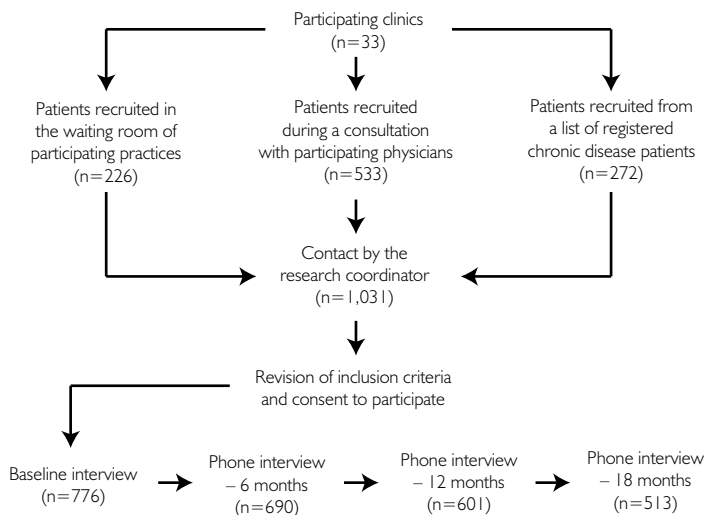 Participating clinics
(n=33)
Patients recruited in
the waiting room of
participating practices
(n=226)
Patients recruited
during a consultation
with participating physicians
(n=533)
Patients recruited from
a list of registered
chronic disease patients
(n=272)
Contact by the
research coordinator
(n=1,031)
Revision of inclusion criteria
and consent to participate
Baseline interview
(n=776)
Phone interview
– 6 months
(n=690)
Phone interview
– 12 months
(n=601)
Phone interview
– 18 months
(n=513)